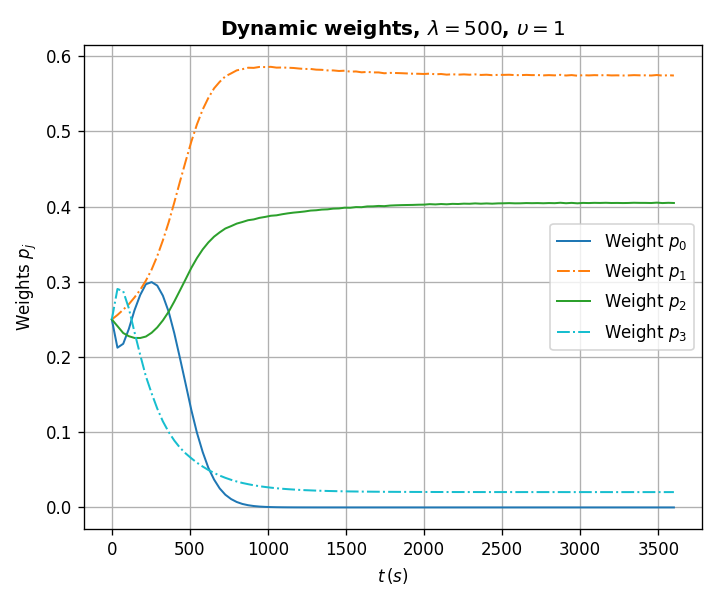 Dynamic weights, λ = 500, υ = 1
Weights p_j
0.6
0.5
0.4
0.3
0.2
0.1
0.0
Weight p_0
Weight p_1
Weight p_2
Weight p_3
0 500 1000 1500 2000 2500 3000 3500
t (s)